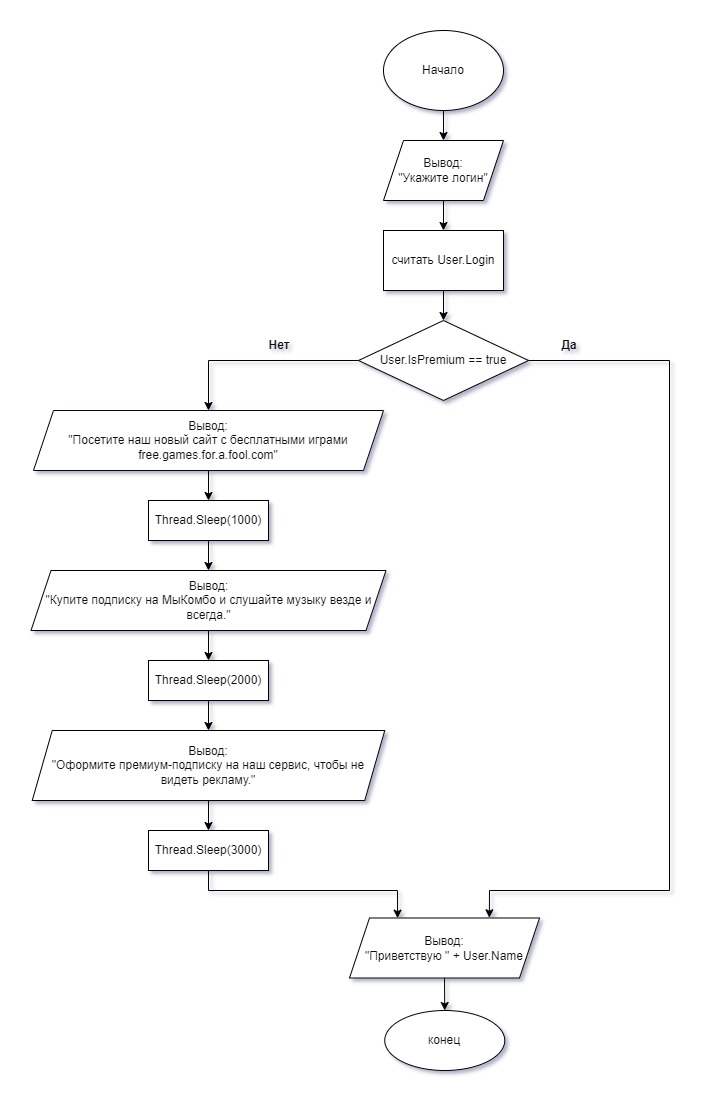 Начало
Вывод:
"Укажите логин"
считать User.Login
User.IsPremium == true
Нет
Да
Вывод:
"Посетите наш новый сайт с бесплатными играми
free.games.for.a.fool.com"
Thread.Sleep(1000)
Вывод:
"Купите подписку на МыКомбо и слушайте музыку везде и
всегда."
Thread.Sleep(2000)
Вывод:
"Оформите премиум-подписку на наш сервис, чтобы не
видеть рекламу."
Thread.Sleep(3000)
Вывод:
"Приветствую " + User.Name
конец